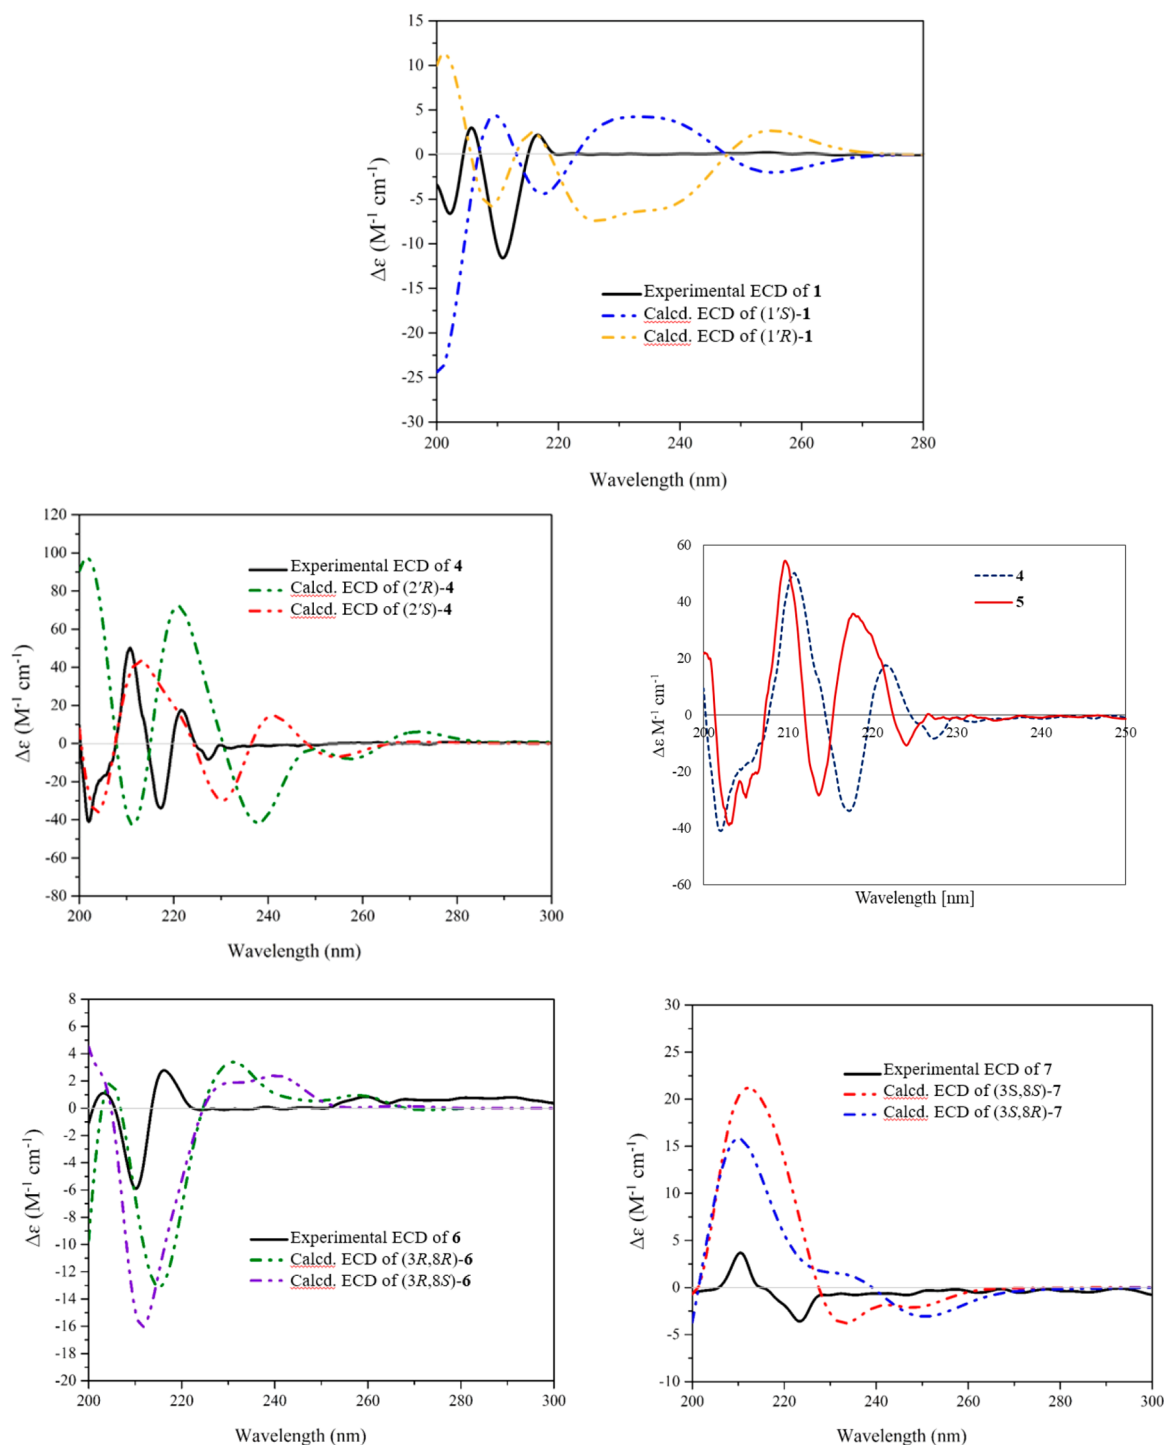 15
10
5
0
-5
-10
-15
-20
-25
-30
Δε (M-1 cm-1)
Experimental ECD of 1
Calcd. ECD of (1'S)-1
Calcd. ECD of (1'R)-1
200 220 240 260 280
Wavelength (nm)
120
100
80
60
40
20
0
-20
-40
-60
-80
Δε (M-1 cm-1)
Experimental ECD of 4
Calcd. ECD of (2'R)-4
Calcd. ECD of (2'S)-4
200 220 240 260 280 300
Wavelength (nm)
60
40
20
0
-20
-40
-60
Δε M-1 cm-1
4
5
200 210 220 230 240 250
Wavelength [nm]
8
6
4
2
0
-2
-4
-6
-8
-10
-12
-14
-16
-18
-20
Δε (M-1 cm-1)
Experimental ECD of 6
Calcd. ECD of (3R,8R)-6
Calcd. ECD of (3R,8S)-6
200 220 240 260 280 300
Wavelength (nm)
30
25
20
15
10
5
0
-5
-10
Δε (M-1 cm-1)
Experimental ECD of 7
Calcd. ECD of (3S,8S)-7
Calcd. ECD of (3S,8R)-7
200 220 240 260 280 300
Wavelength (nm)